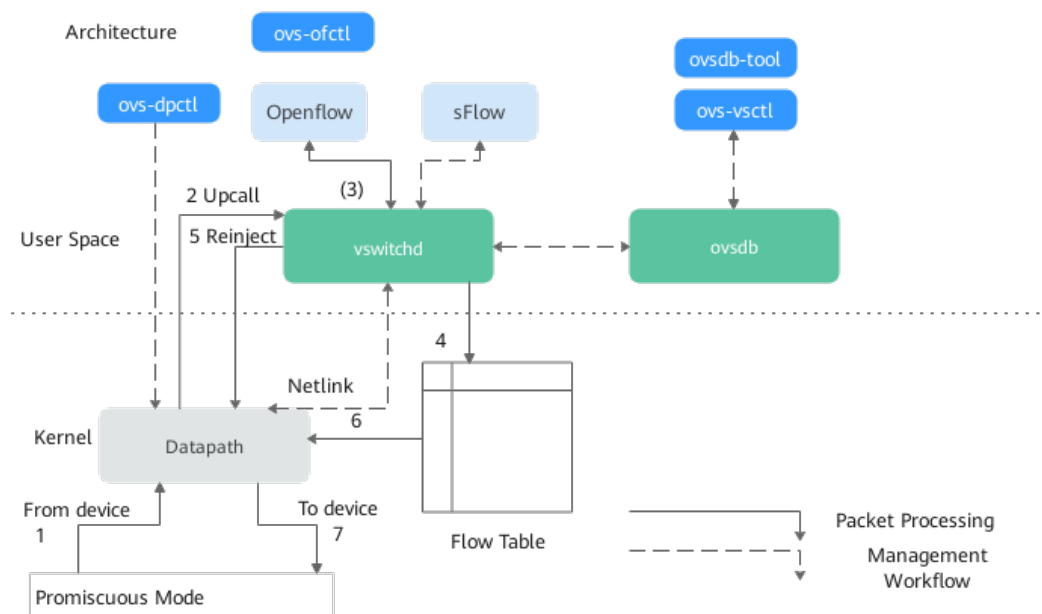 Architecture
ovs-ofctl
ovsdb-tool
ovs-dpctl
Openflow
sFlow
ovs-vsctl
2 Upcall
(3)
5 Reinject
User Space
vswitchd
ovsdb
4
Netlink
6
Kernel
Datapath
From device
1
To device
7
Flow Table
Packet Processing
Management
Workflow
Promiscuous Mode